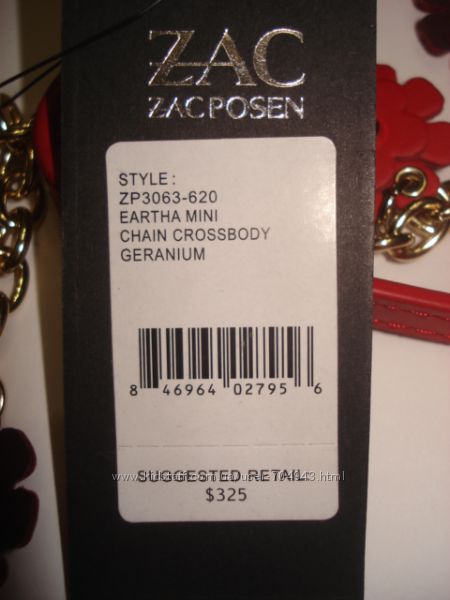 ZAC
ZAC POSEN
STYLE :
ZP3063-620
EARTHA MINI
CHAIN CROSSBODY
GERANIUM
8 46964 02795 6
SUGGESTED RETAIL
$325